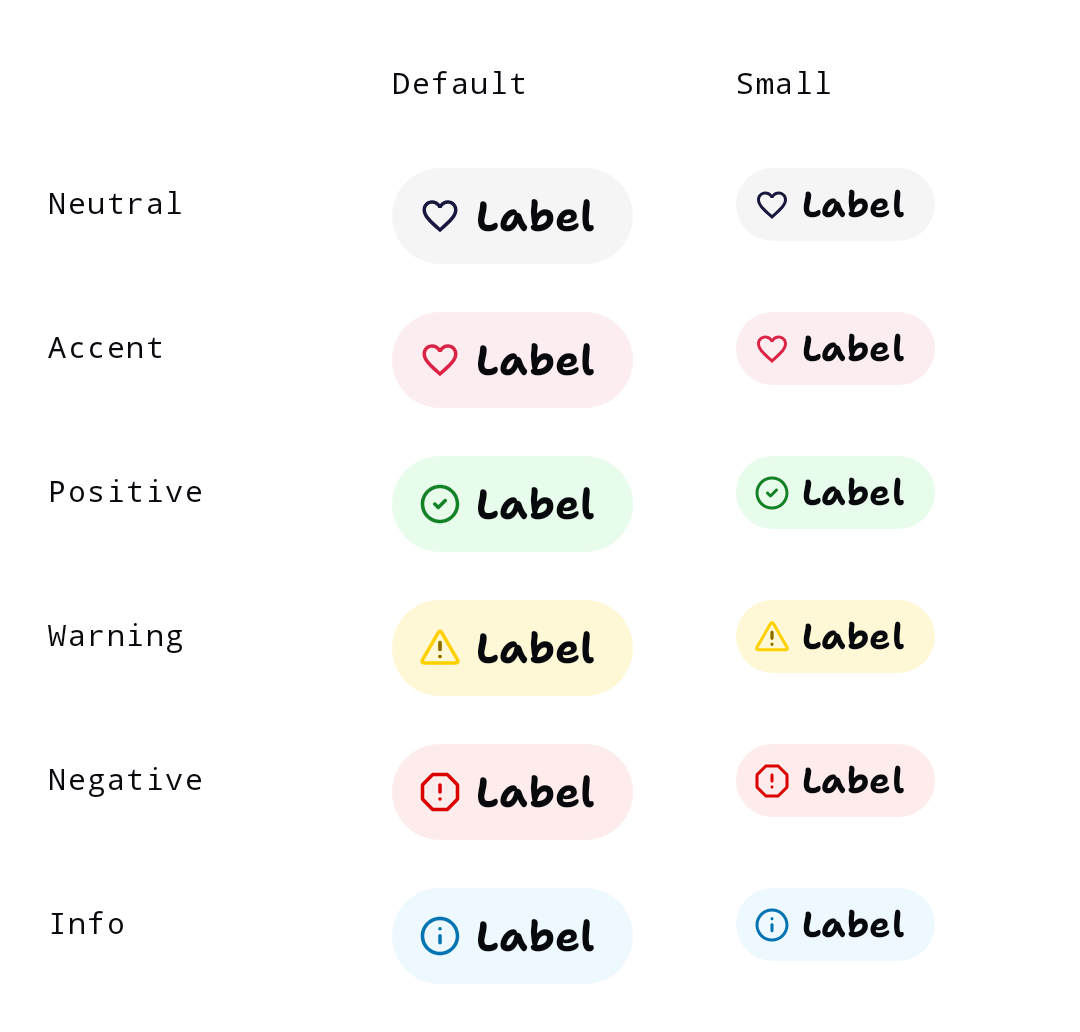 Default Small
Neutral Label Label
Accent Label Label
Positive Label Label
Warning Label Label
Negative Label Label
Info Label Label